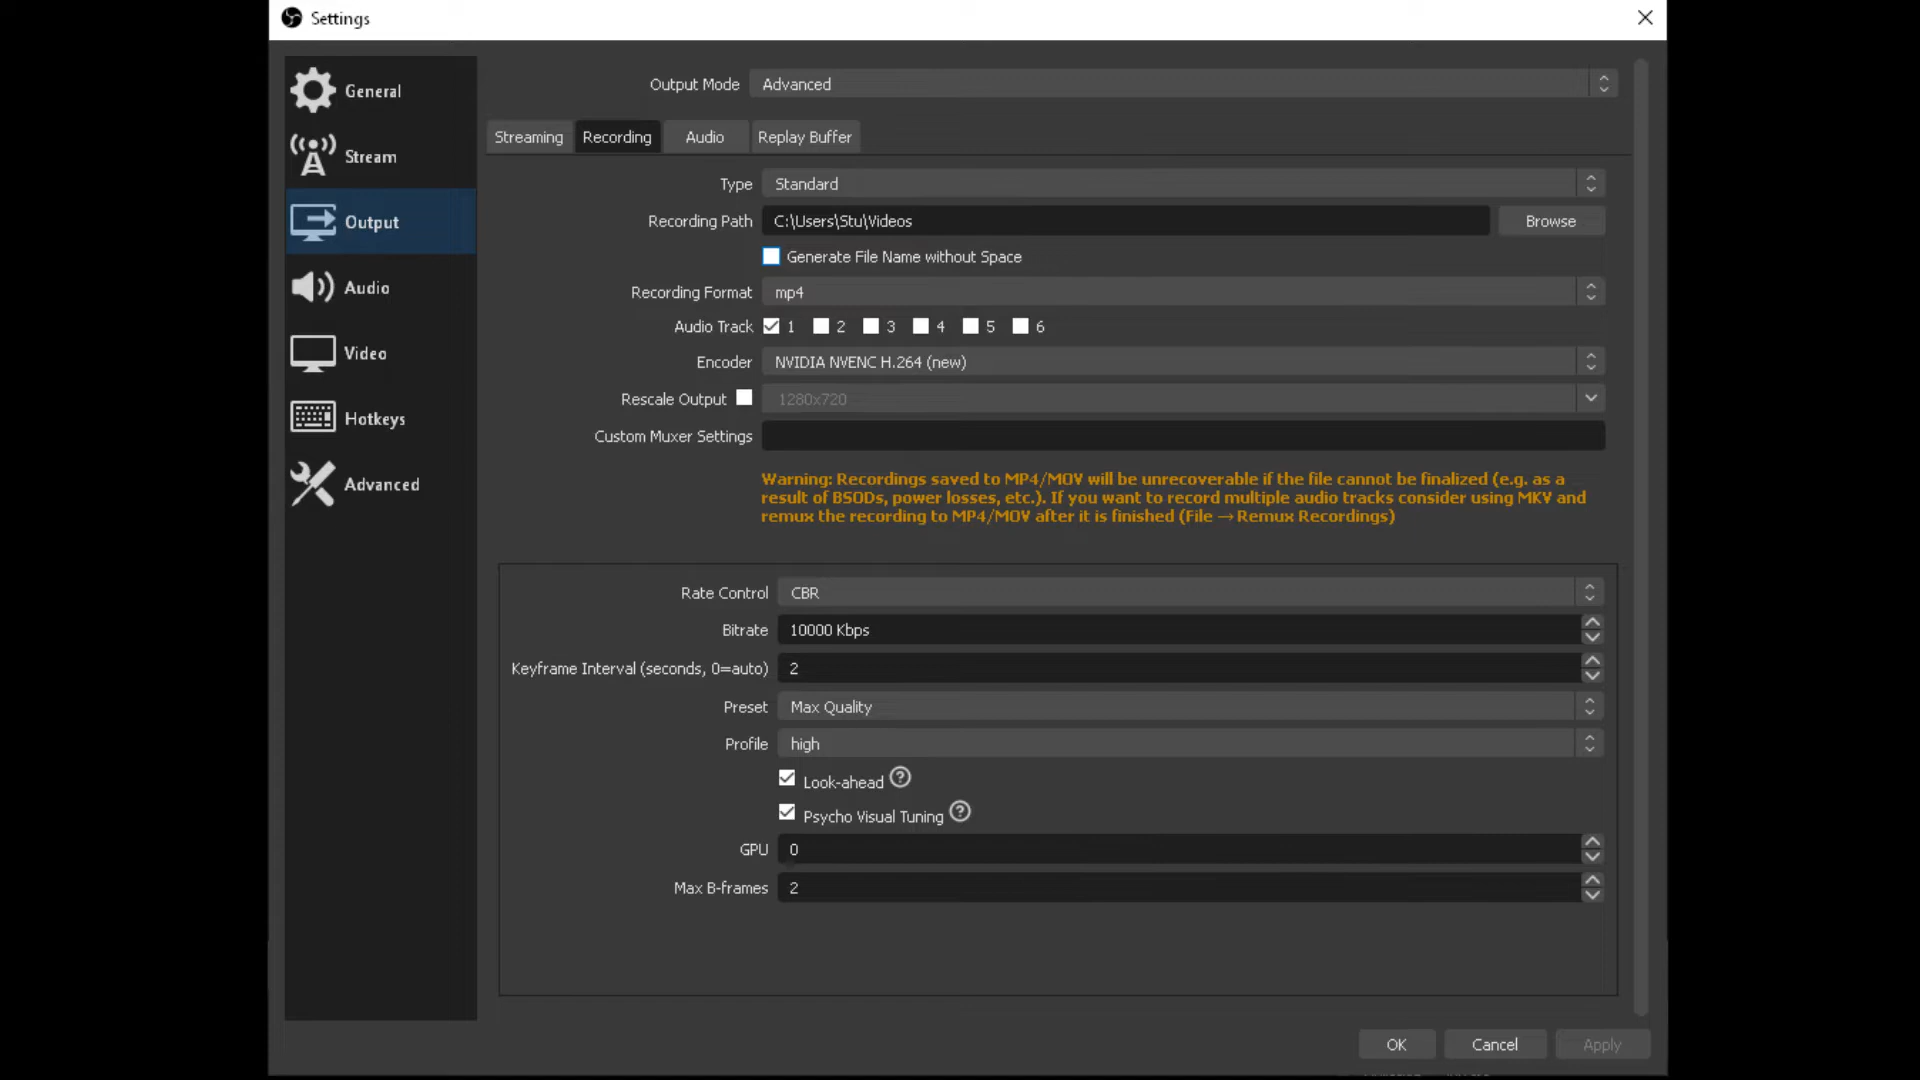 Settings
General
Stream
Output
Audio
Video
Hotkeys
Advanced
Output Mode Advanced
Streaming Recording Audio Replay Buffer
Type Standard
Recording Path C:\Users\Stu\Videos Browse
Generate File Name without Space
Recording Format mp4
Audio Track 1 2 3 4 5 6
Encoder NVIDIA NVENC H.264 (new)
Rescale Output 1280x720
Custom Muxer Settings
Warning: Recordings saved to MP4/MOV will be unrecoverable if the file cannot be finalized (e.g. as a
result of BSODs, power losses, etc.). If you want to record multiple audio tracks consider using MKV and
remux the recording to MP4/MOV after it is finished (File → Remux Recordings)
Rate Control CBR
Bitrate 10000 Kbps
Keyframe Interval (seconds, 0=auto) 2
Preset Max Quality
Profile high
Look-ahead ?
Psycho Visual Tuning ?
GPU 0
Max B-frames 2
OK Cancel Apply